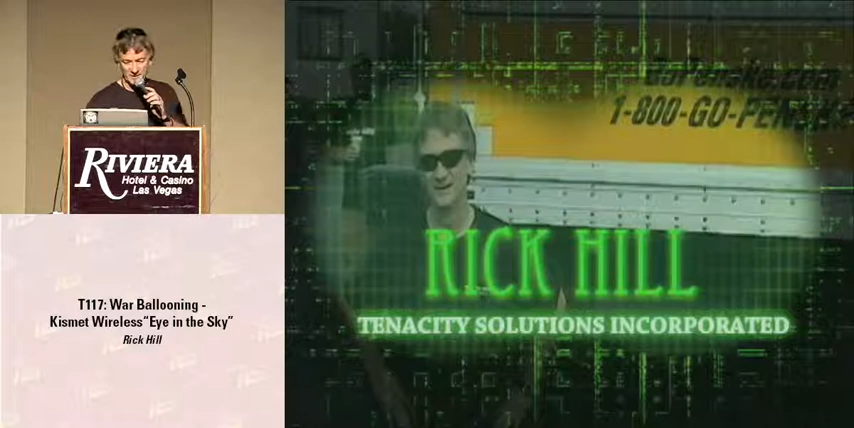 RIVIERA
Hotel & Casino
Las Vegas
T117: War Ballooning -
Kismet Wireless“Eye in the Sky”
Rick Hill
1-800-GO-PENSKE
RICK HILL
TENACITY SOLUTIONS INCORPORATED